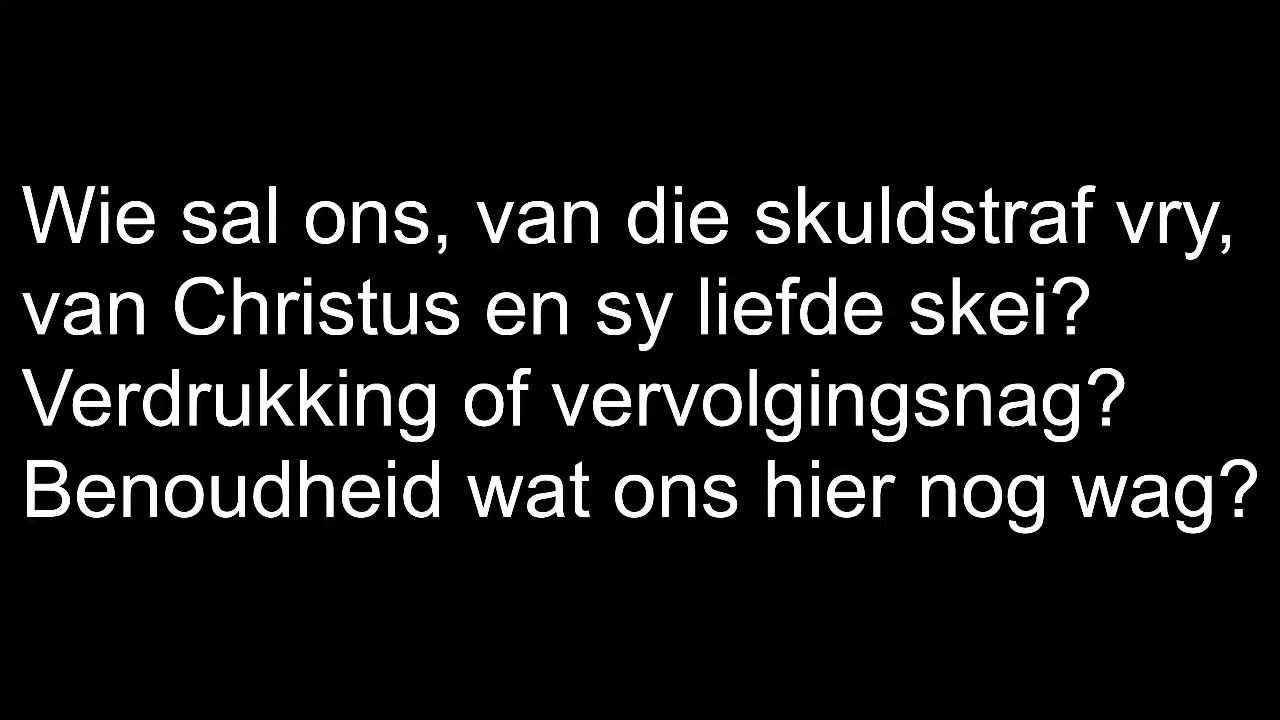 Wie sal ons, van die skuldstraf vry,
van Christus en sy liefde skei?
Verdrukking of vervolgingsnag?
Benoudheid wat ons hier nog wag?